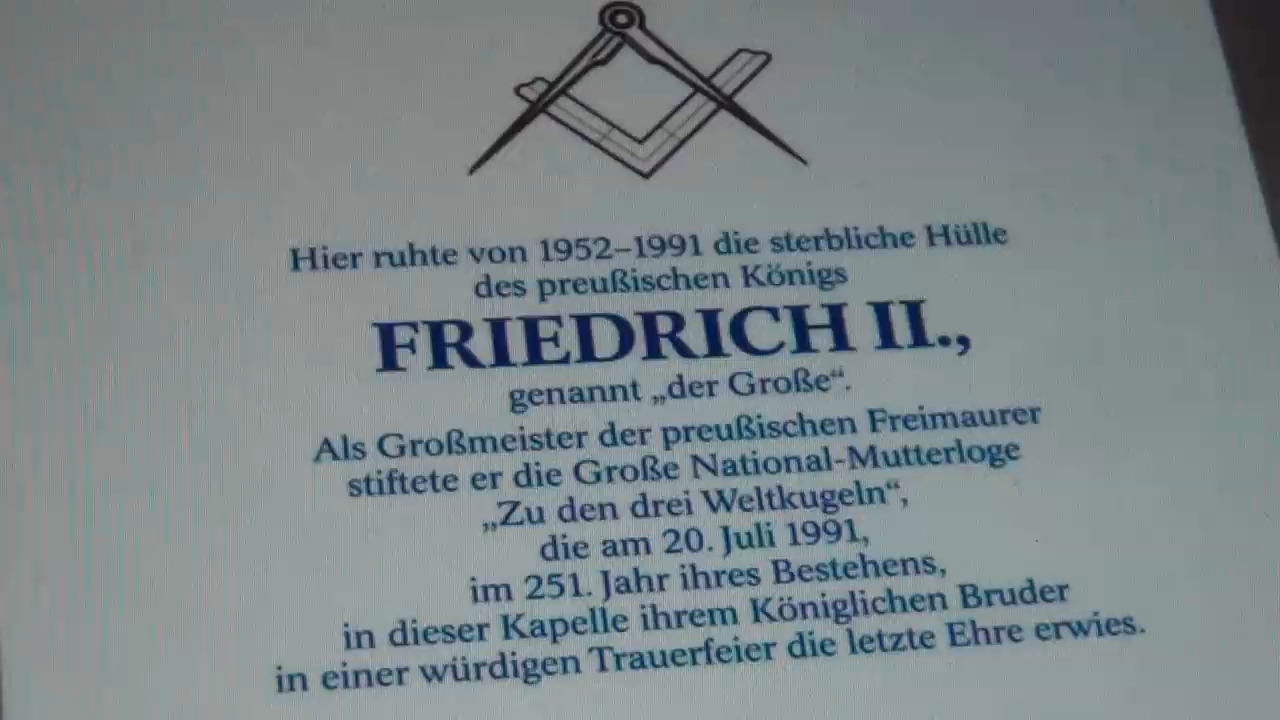 Hier ruhte von 1952–1991 die sterbliche Hülle
des preußischen Königs
FRIEDRICH II.,
genannt „der Große“.
Als Großmeister der preußischen Freimaurer
stiftete er die Große National-Mutterloge
„Zu den drei Weltkugeln“,
die am 20. Juli 1991,
im 251. Jahr ihres Bestehens,
in dieser Kapelle ihrem Königlichen Bruder
in einer würdigen Trauerfeier die letzte Ehre erwies.